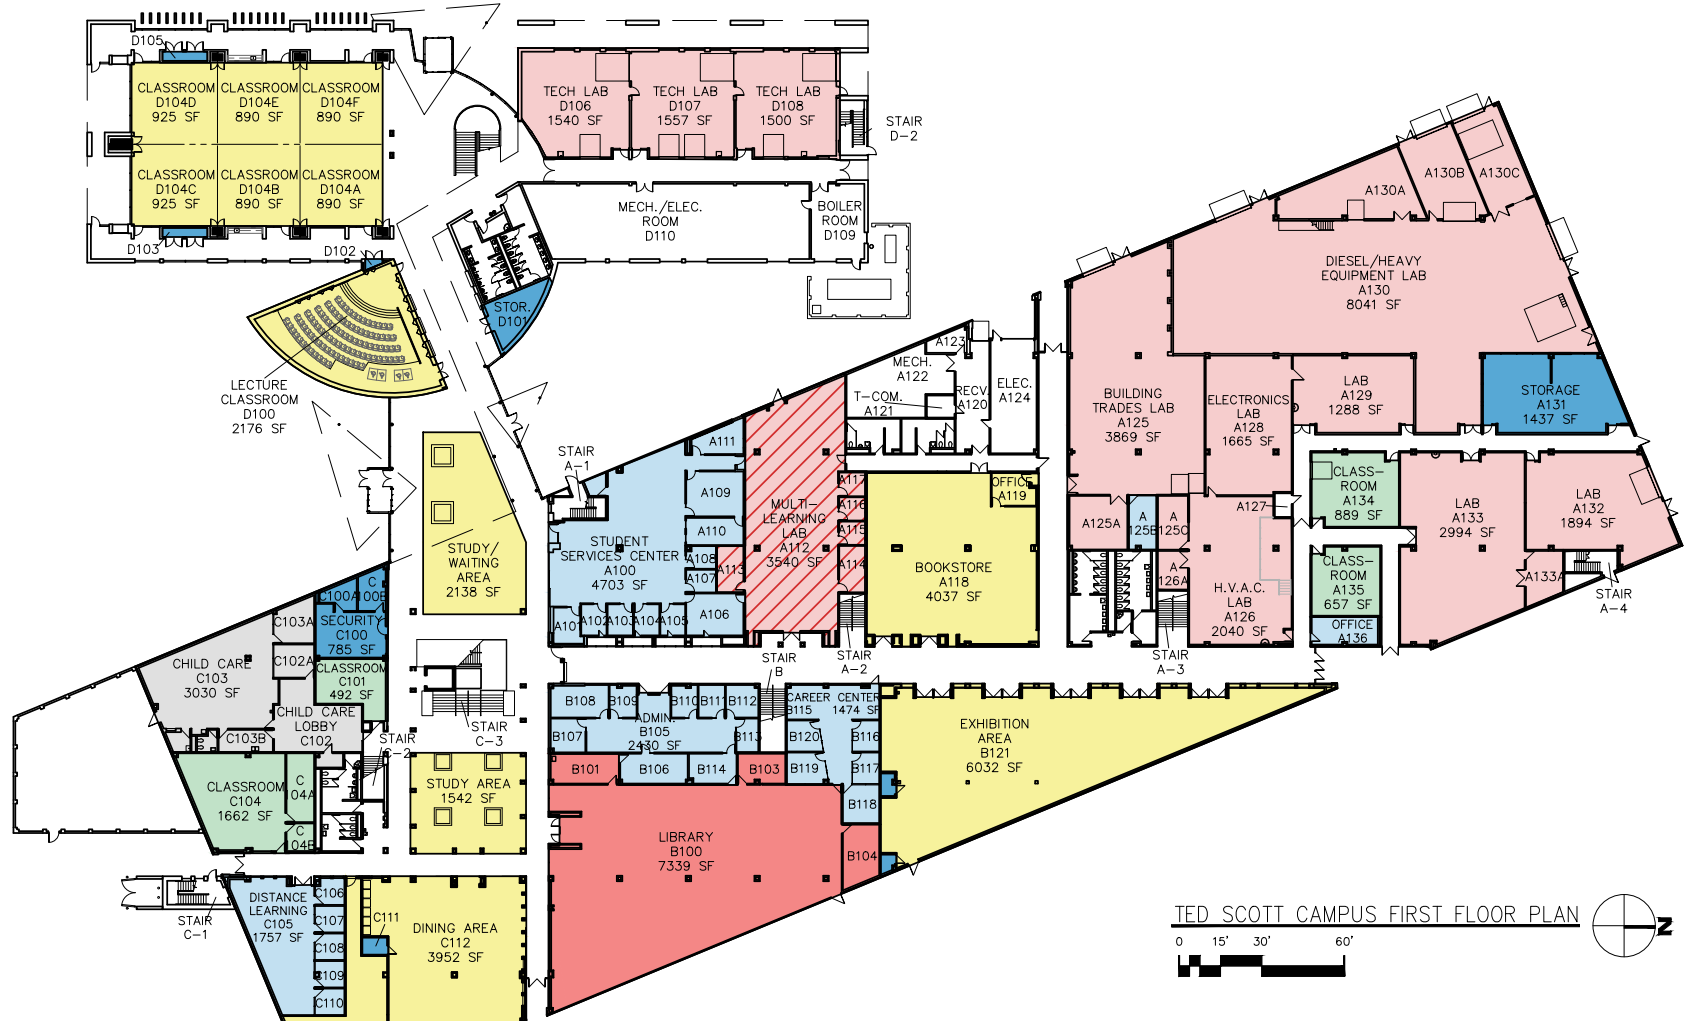 D105
CLASSROOM
D104D
925 SF
CLASSROOM
D104E
890 SF
CLASSROOM
D104F
890 SF
CLASSROOM
D104C
925 SF
CLASSROOM
D104B
890 SF
CLASSROOM
D104A
890 SF
D103
D102
TECH LAB
D106
1540 SF
TECH LAB
D107
1557 SF
TECH LAB
D108
1500 SF
STAIR
D-2
MECH./ELEC.
ROOM
D110
BOILER
ROOM
D109
STOR.
D101
LECTURE
CLASSROOM
D100
2176 SF
A130A
A130B
A130C
DIESEL/HEAVY
EQUIPMENT LAB
A130
8041 SF
BUILDING
TRADES LAB
A125
3869 SF
ELECTRONICS
LAB
A128
1665 SF
LAB
A129
1288 SF
STORAGE
A131
1437 SF
A123
MECH.
A122
T-COM.
A121
RECV.
A120
ELEC.
A124
STAIR
A-1
A111
A109
A110
A108
A107
A106
STUDENT
SERVICES CENTER
A100
4703 SF
A101
A102
A103
A104
A105
MULTI-
LEARNING
LAB
A112
3540 SF
A113
A117
A116
A115
A114
OFFICE
A119
BOOKSTORE
A118
4037 SF
STAIR
A-2
A125A
A
125B
A
125C
A
126A
A127
H.V.A.C.
LAB
A126
2040 SF
STAIR
A-3
CLASS-
ROOM
A134
889 SF
CLASS-
ROOM
A135
657 SF
OFFICE
A136
LAB
A133
2994 SF
A133A
LAB
A132
1894 SF
STAIR
A-4
STUDY/
WAITING
AREA
2138 SF
C100A
C
100B
SECURITY
C100
785 SF
CLASSROOM
C101
492 SF
C103A
C102A
CHILD CARE
C103
3030 SF
CHILD CARE
LOBBY
C102
C103B
CLASSROOM
C104
1662 SF
C
04A
C
04B
STAIR
C-2
STAIR
C-3
STUDY AREA
1542 SF
STAIR
C-1
DISTANCE
LEARNING
C105
1757 SF
C106
C107
C108
C109
C110
C111
DINING AREA
C112
3952 SF
STAIR
B
B108
B109
B110
B111
B112
B107
ADMIN.
B105
2430 SF
B113
B101
B106
B114
B103
CAREER CENTER
B115
1474 SF
B120
B116
B119
B117
B118
B104
LIBRARY
B100
7339 SF
EXHIBITION
AREA
B121
6032 SF
TED SCOTT CAMPUS FIRST FLOOR PLAN
0 15' 30' 60'
N